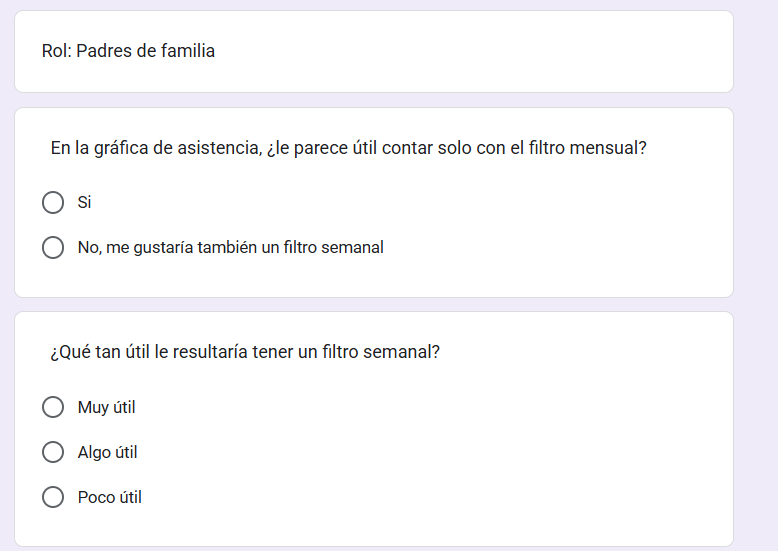 Rol: Padres de familia
En la gráfica de asistencia, ¿le parece útil contar solo con el filtro mensual?
Si
No, me gustaría también un filtro semanal
¿Qué tan útil le resultaría tener un filtro semanal?
Muy útil
Algo útil
Poco útil